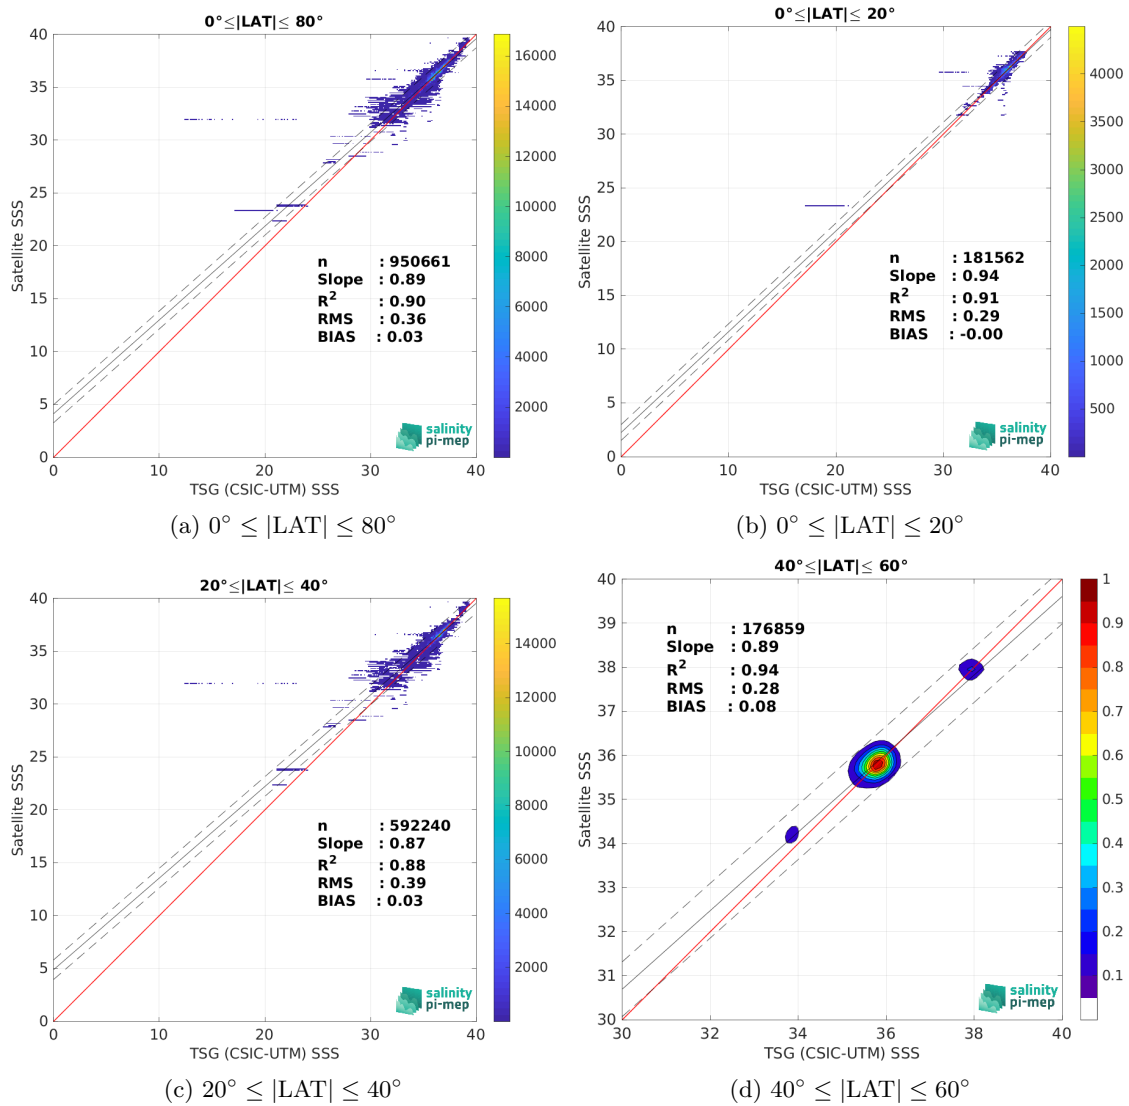 0°≤|LAT|≤ 80°
40
35
30
25
20
15
10
5
0
Satellite SSS
n : 950661
Slope : 0.89
R² : 0.90
RMS : 0.36
BIAS : 0.03
salinity
pi-mep
0 10 20 30 40
TSG (CSIC-UTM) SSS
16000
14000
12000
10000
8000
6000
4000
2000
(a) 0° ≤ |LAT| ≤ 80°
0°≤|LAT|≤ 20°
40
35
30
25
20
15
10
5
0
Satellite SSS
n : 181562
Slope : 0.94
R² : 0.91
RMS : 0.29
BIAS : -0.00
salinity
pi-mep
0 10 20 30 40
TSG (CSIC-UTM) SSS
4000
3500
3000
2500
2000
1500
1000
500
(b) 0° ≤ |LAT| ≤ 20°
20°≤|LAT|≤ 40°
40
35
30
25
20
15
10
5
0
Satellite SSS
n : 592240
Slope : 0.87
R² : 0.88
RMS : 0.39
BIAS : 0.03
salinity
pi-mep
0 10 20 30 40
TSG (CSIC-UTM) SSS
14000
12000
10000
8000
6000
4000
2000
(c) 20° ≤ |LAT| ≤ 40°
40°≤|LAT|≤ 60°
40
39
38
37
36
35
34
33
32
31
30
Satellite SSS
n : 176859
Slope : 0.89
R² : 0.94
RMS : 0.28
BIAS : 0.08
salinity
pi-mep
30 32 34 36 38 40
TSG (CSIC-UTM) SSS
1
0.9
0.8
0.7
0.6
0.5
0.4
0.3
0.2
0.1
(d) 40° ≤ |LAT| ≤ 60°